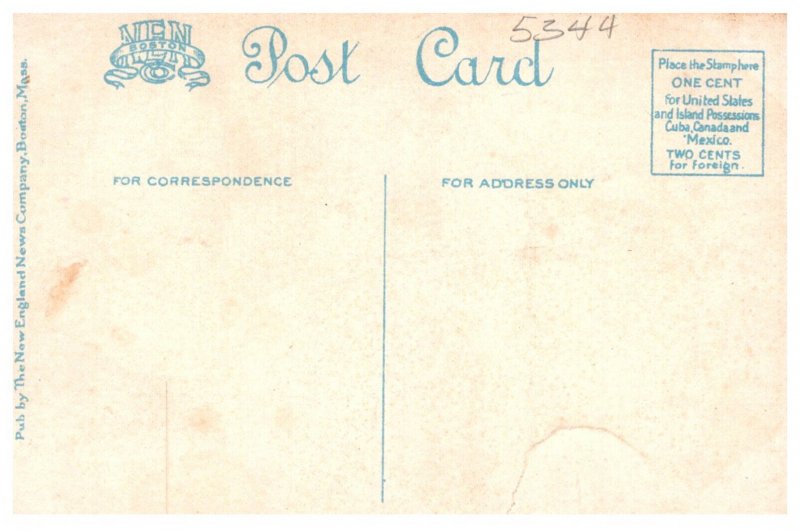 NEN
BOSTON
Post Card
5344
Place the Stamp here
ONE CENT
for United States
and Island Possessions
Cuba, Canada and
Mexico.
TWO CENTS
for Foreign.
FOR CORRESPONDENCE
FOR ADDRESS ONLY
Pub by The New England News Company, Boston, Mass.